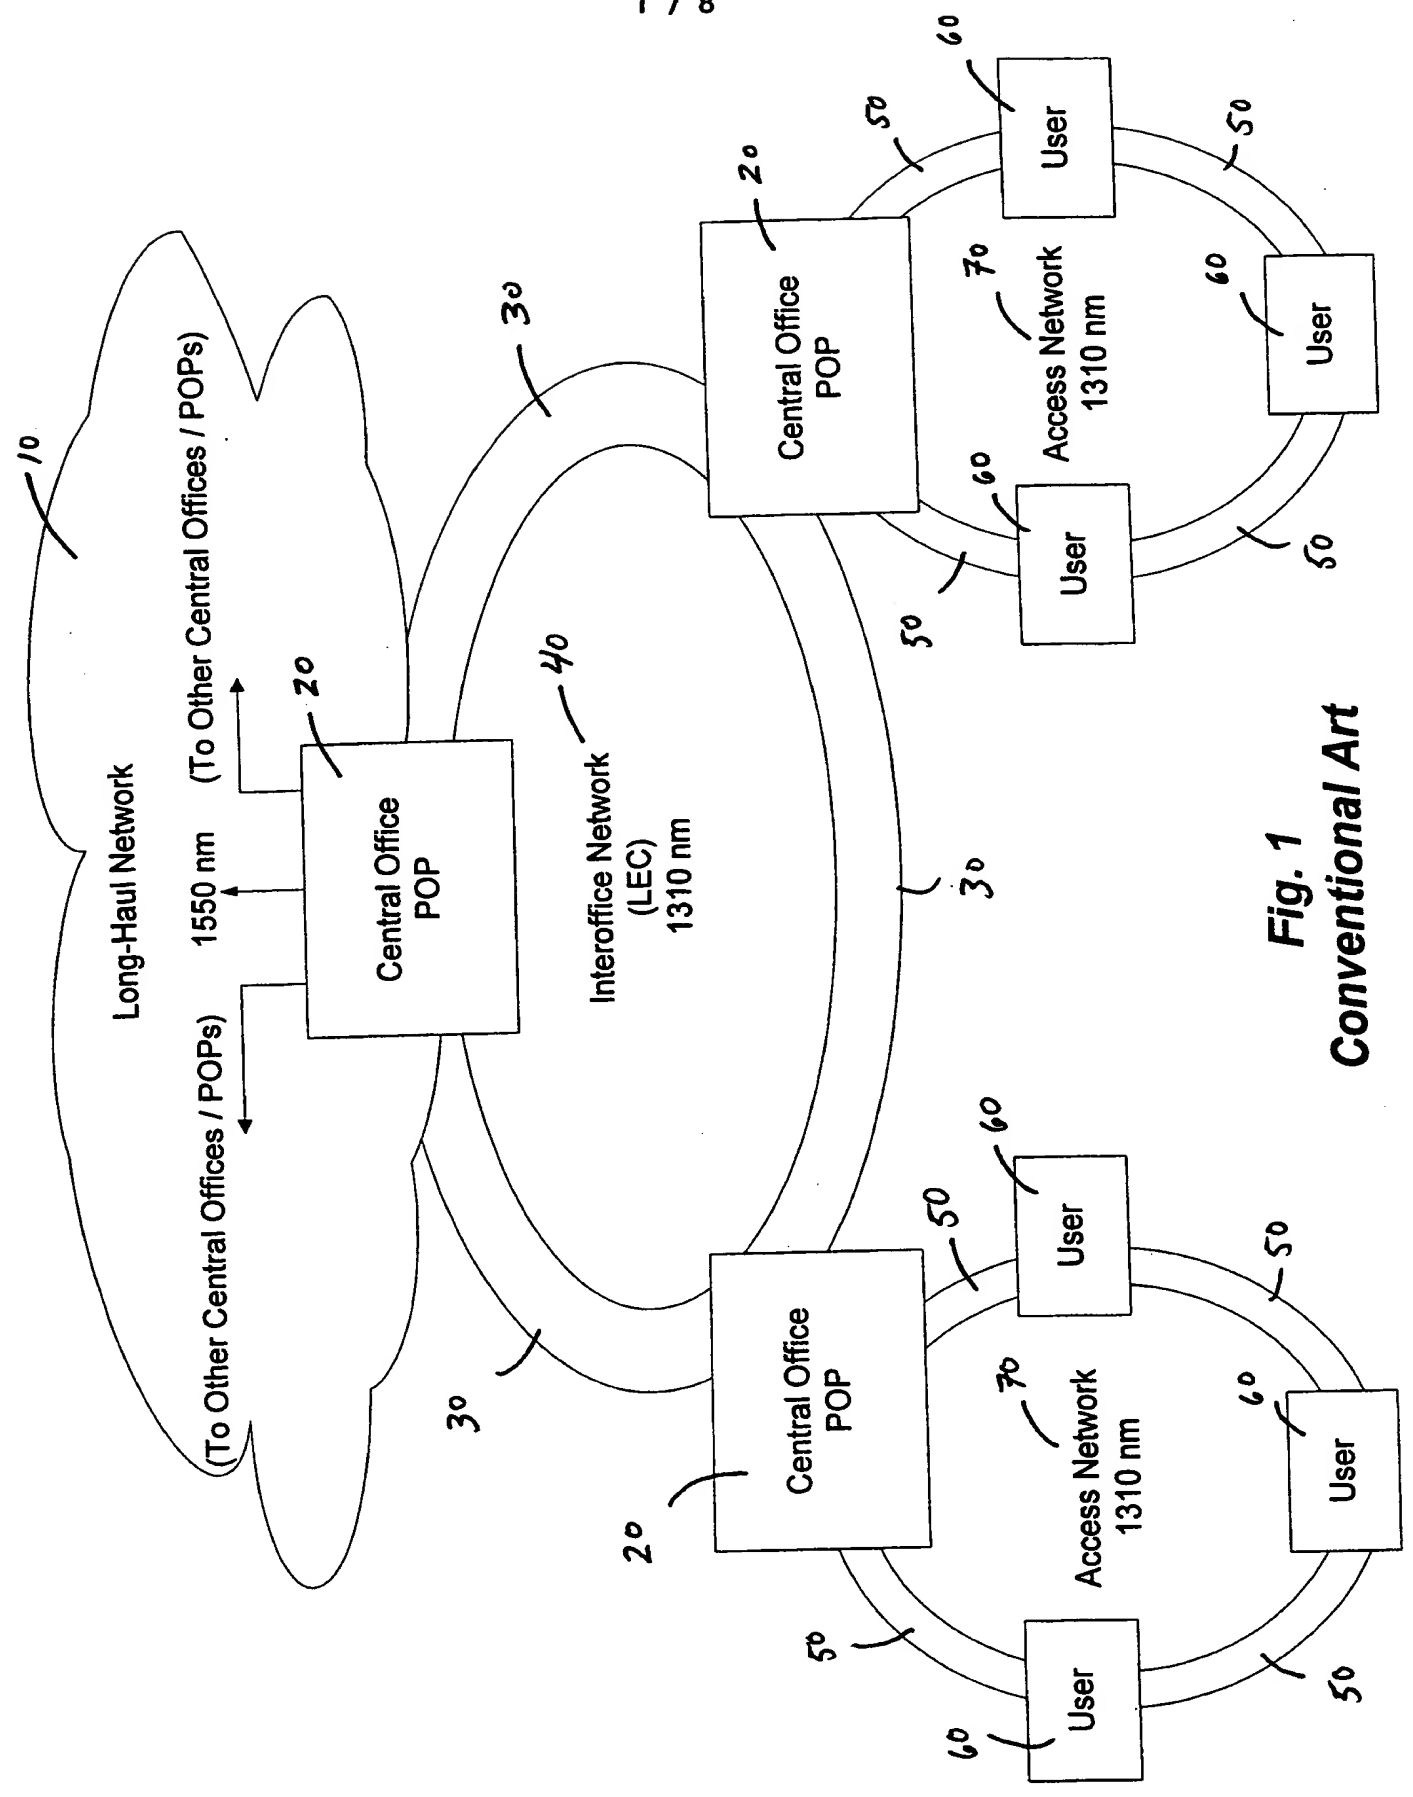 1 / 8
10
Long-Haul Network
(To Other Central Offices / POPs)
1550 nm
(To Other Central Offices / POPs)
20
Central Office
POP
30
30
40
Interoffice Network
(LEC)
1310 nm
30
20
Central Office
POP
20
Central Office
POP
50
50
60
User
70
Access Network
1310 nm
60
User
50
60
User
50
50
60
User
70
Access Network
1310 nm
50
60
User
50
60
User
50
Fig. 1
Conventional Art